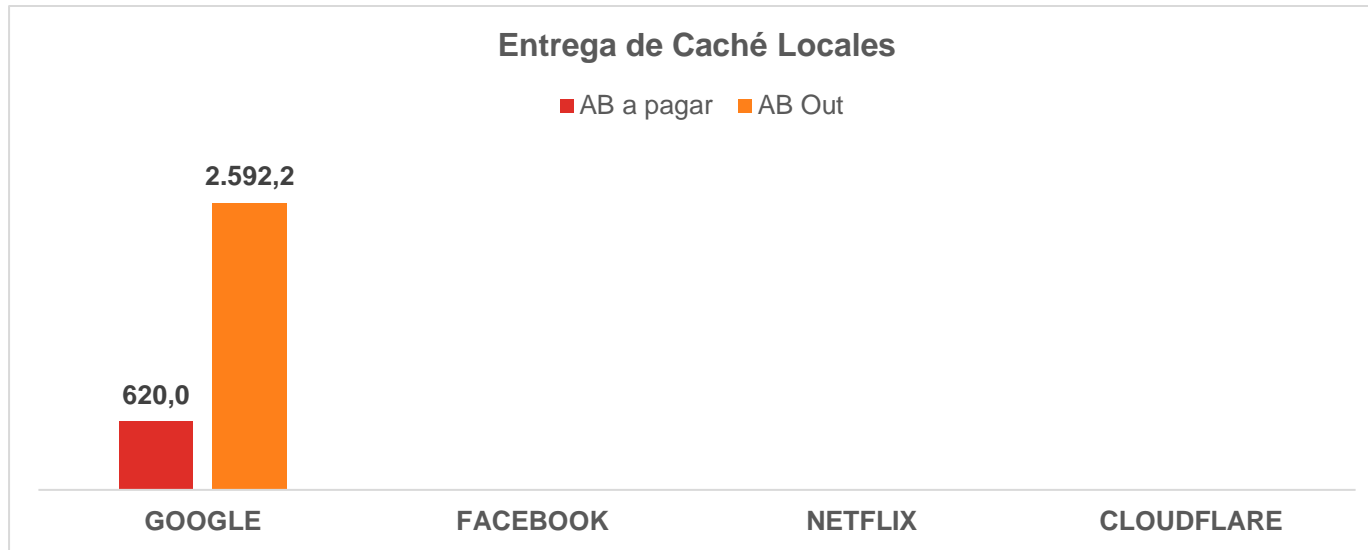 Entrega de Caché Locales
AB a pagar AB Out
2.592,2
620,0
GOOGLE FACEBOOK NETFLIX CLOUDFLARE